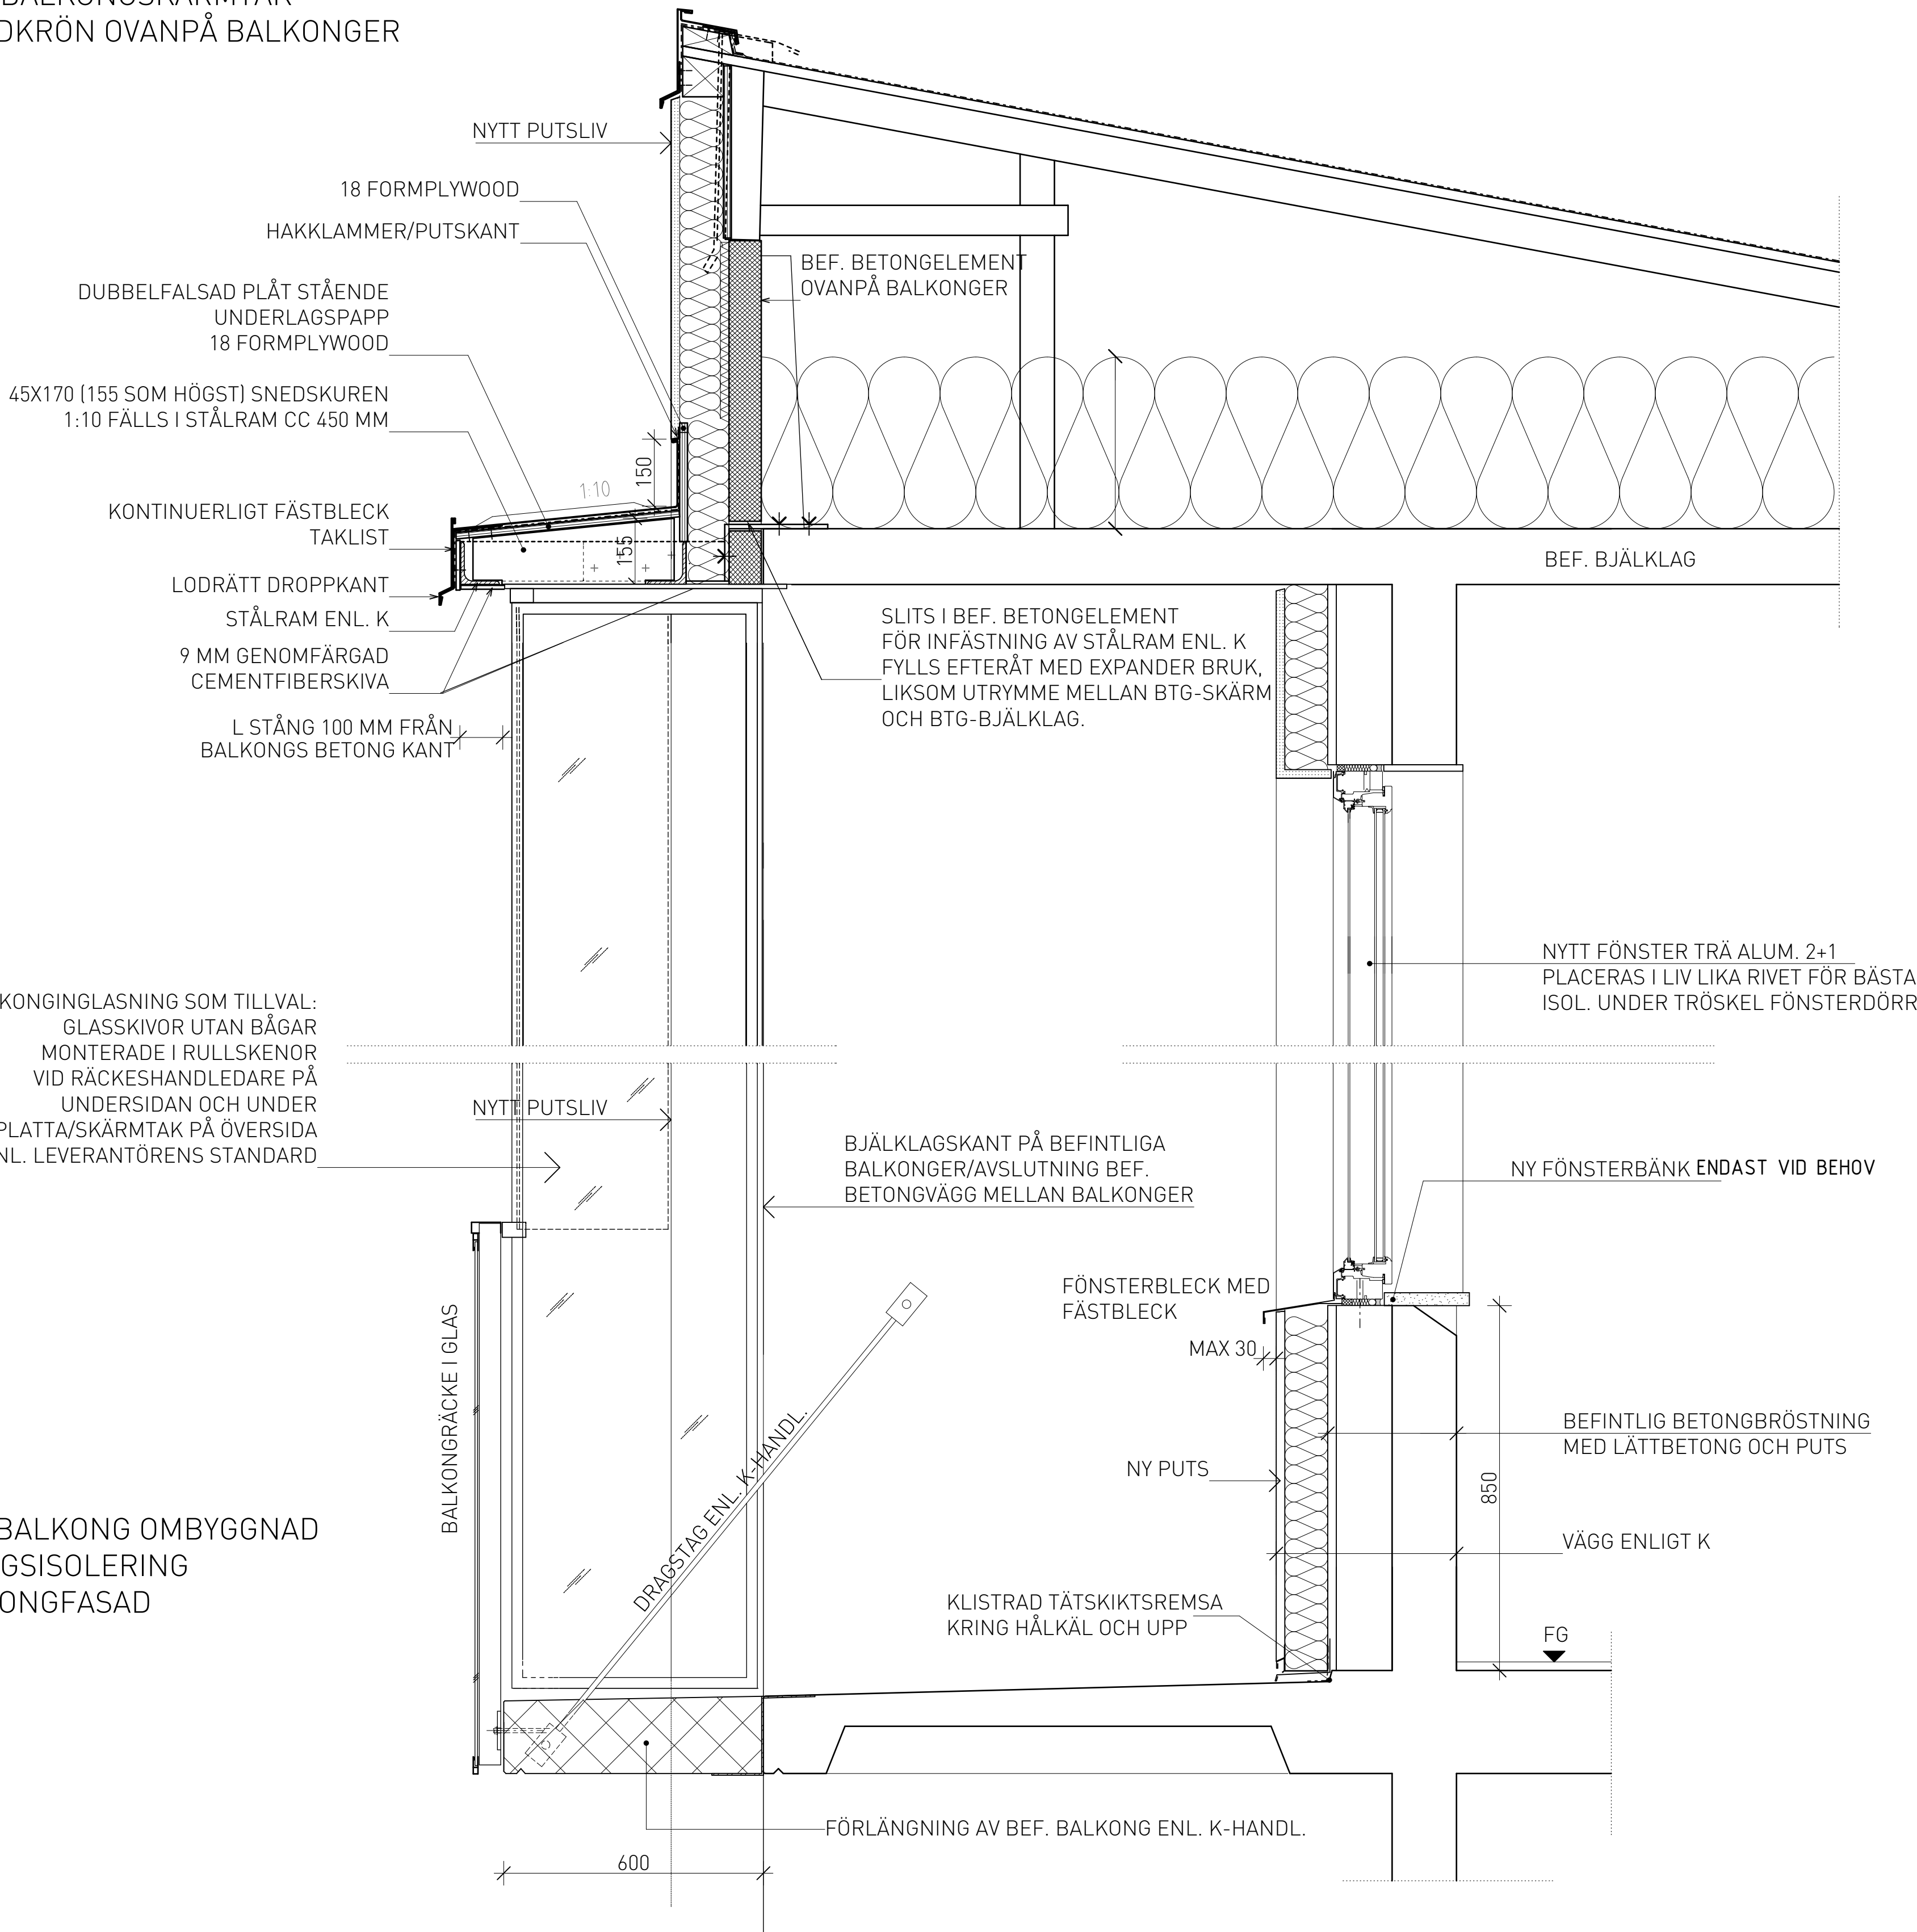 BALKONGSKÄRMTAK
DKRÖN OVANPÅ BALKONGER
NYTT PUTSLIV
18 FORMPLYWOOD
HAKKLAMMER/PUTSKANT
DUBBELFALSAD PLÅT STÅENDE
UNDERLAGSPAPP
18 FORMPLYWOOD
45X170 (155 SOM HÖGST) SNEDSKUREN
1:10 FÄLLS I STÅLRAM CC 450 MM
KONTINUERLIGT FÄSTBLECK
TAKLIST
LODRÄTT DROPPKANT
STÅLRAM ENL. K
9 MM GENOMFÄRGAD
CEMENTFIBERSKIVA
L STÅNG 100 MM FRÅN
BALKONGS BETONG KANT
1:10
150
155
BEF. BETONGELEMENT
OVANPÅ BALKONGER
BEF. BJÄLKLAG
SLITS I BEF. BETONGELEMENT
FÖR INFÄSTNING AV STÅLRAM ENL. K
FYLLS EFTERÅT MED EXPANDER BRUK,
LIKSOM UTRYMME MELLAN BTG-SKÄRM
OCH BTG-BJÄLKLAG.
NYTT FÖNSTER TRÄ ALUM. 2+1
PLACERAS I LIV LIKA RIVET FÖR BÄSTA
ISOL. UNDER TRÖSKEL FÖNSTERDÖRR
KONGINGLASNING SOM TILLVAL:
GLASSKIVOR UTAN BÅGAR
MONTERADE I RULLSKENOR
VID RÄCKESHANDLEDARE PÅ
UNDERSIDAN OCH UNDER
PLATTA/SKÄRMTAK PÅ ÖVERSIDA
NL. LEVERANTÖRENS STANDARD
NYTT PUTSLIV
BJÄLKLAGSKANT PÅ BEFINTLIGA
BALKONGER/AVSLUTNING BEF.
BETONGVÄGG MELLAN BALKONGER
NY FÖNSTERBÄNK ENDAST VID BEHOV
FÖNSTERBLECK MED
FÄSTBLECK
MAX 30
BALKONGRÄCKE I GLAS
DRAGSTAG ENL. K-HANDL.
NY PUTS
850
BEFINTLIG BETONGBRÖSTNING
MED LÄTTBETONG OCH PUTS
VÄGG ENLIGT K
BALKONG OMBYGGNAD
GSISOLERING
ONGFASAD
KLISTRAD TÄTSKIKTSREMSA
KRING HÅLKÄL OCH UPP
FG
FÖRLÄNGNING AV BEF. BALKONG ENL. K-HANDL.
600